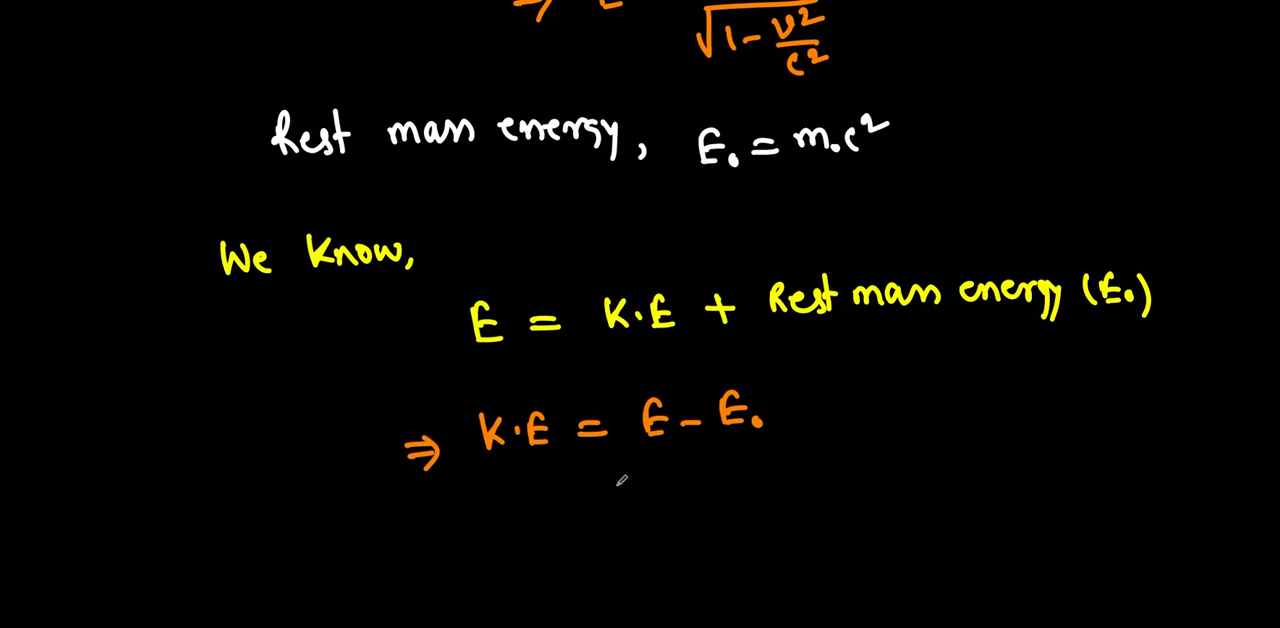 ⇒ E √1 - v²/c²
Rest mass energy, E₀ = m₀c²
We Know,
E = K.E + Rest mass energy (E₀)
⇒ K.E = E - E₀